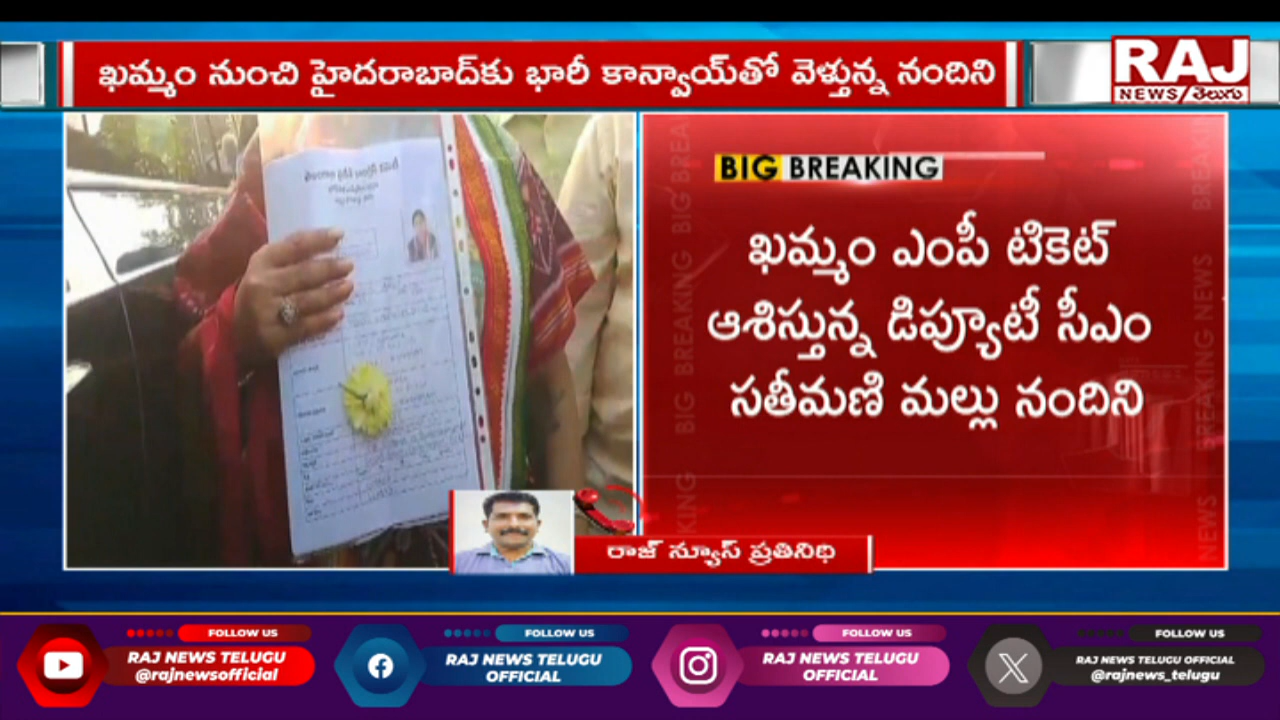 ఖమ్మం నుంచి హైదరాబాద్‌కు భారీ కాన్వాయ్‌తో వెళ్తున్న నందిని
RAJ
NEWS తెలుగు
BIG BREAKING
ఖమ్మం ఎంపీ టికెట్
ఆశిస్తున్న డిప్యూటీ సీఎం
సతీమణి మల్లు నందిని
రాజ్ న్యూస్ ప్రతినిధి
FOLLOW US
RAJ NEWS TELUGU
@rajnewsofficial
FOLLOW US
RAJ NEWS TELUGU
OFFICIAL
FOLLOW US
RAJ NEWS TELUGU
OFFICIAL
FOLLOW US
RAJ NEWS TELUGU OFFICIAL
@rajnews_telugu